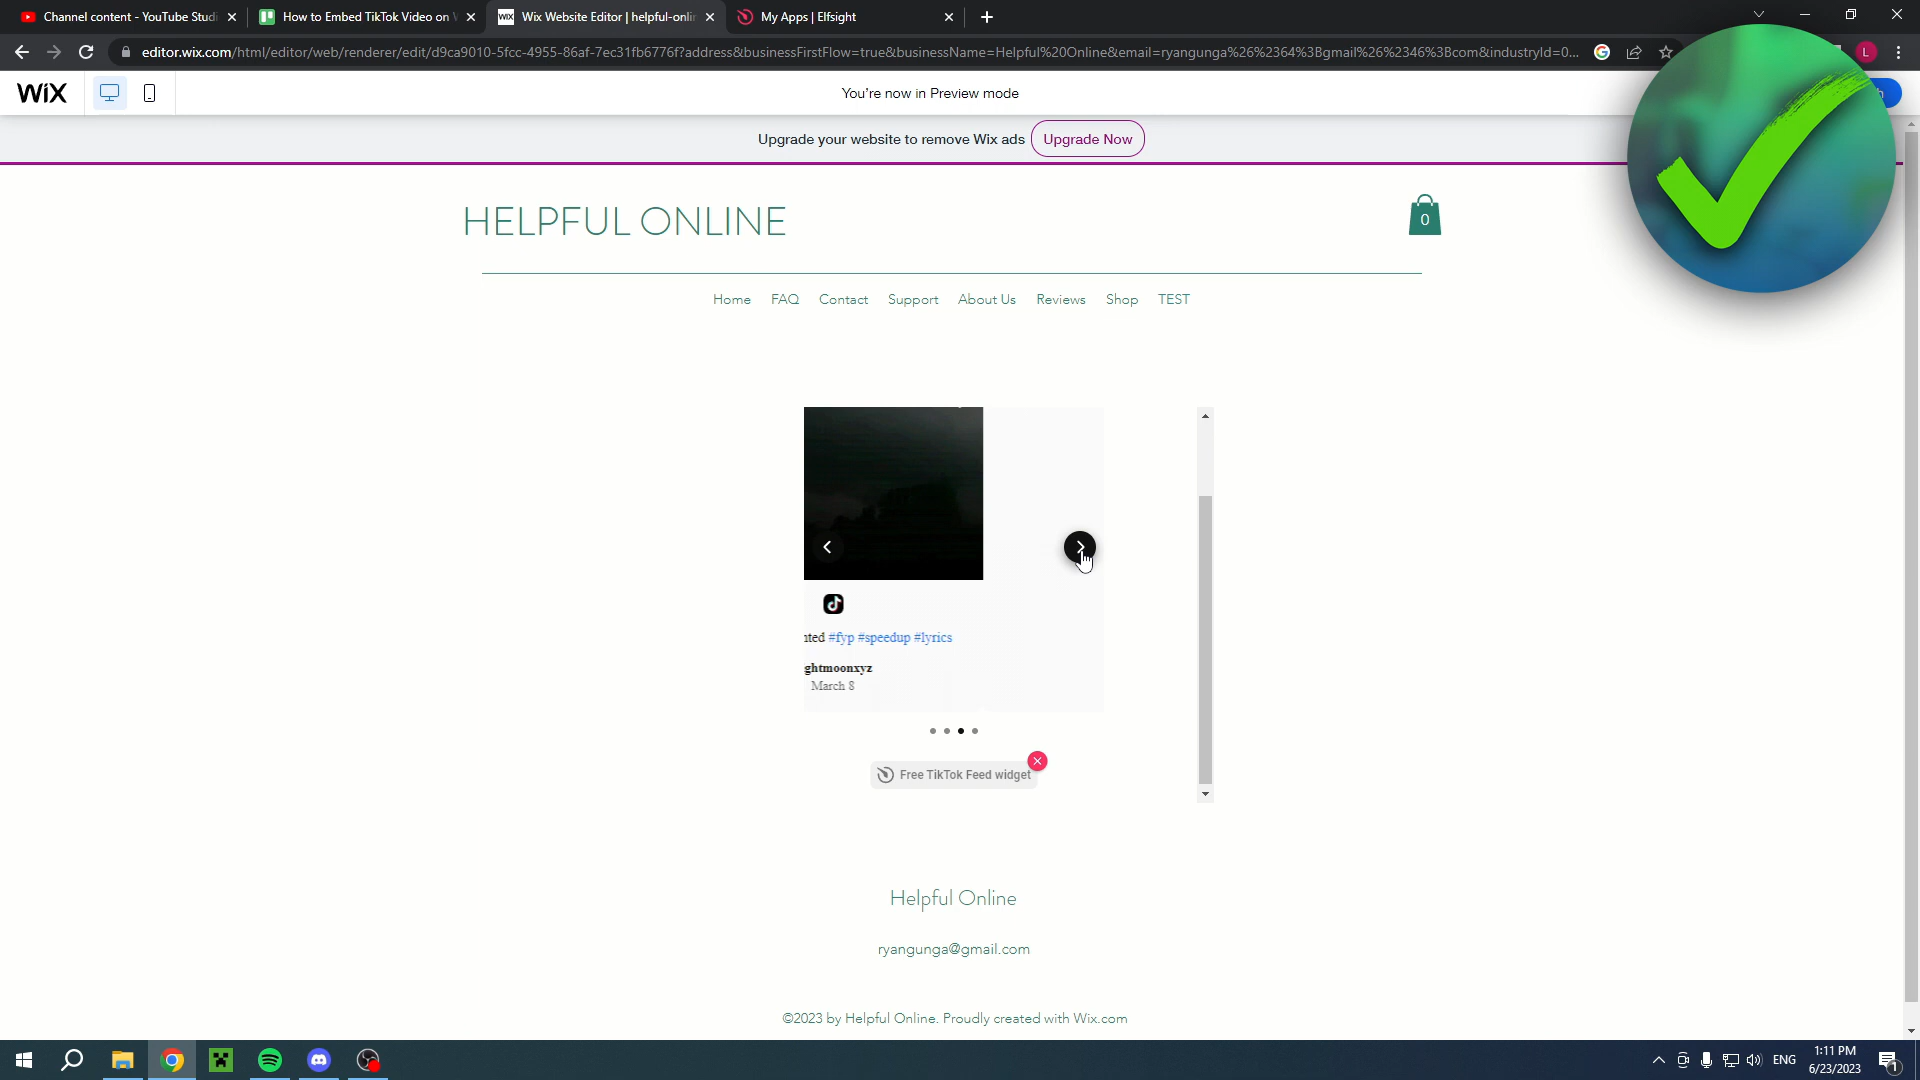 Channel content - YouTube Studi
How to Embed TikTok Video on
WiX Wix Website Editor | helpful-onlin
My Apps | Elfsight
editor.wix.com/html/editor/web/renderer/edit/d9ca9010-5fcc-4955-86af-7ec31fb6776f?address&businessFirstFlow=true&businessName=Helpful%20Online&email=ryangunga%26%2364%3Bgmail%26%2346%3Bcom&industryId=0...
L
WiX
You're now in Preview mode
Upgrade your website to remove Wix ads
Upgrade Now
HELPFUL ONLINE
0
Home FAQ Contact Support About Us Reviews Shop TEST
nted #fyp #speedup #lyrics
ghtmoonxyz
March 8
Free TikTok Feed widget
Helpful Online
ryangunga@gmail.com
©2023 by Helpful Online. Proudly created with Wix.com
ENG
1:11 PM
6/23/2023
1